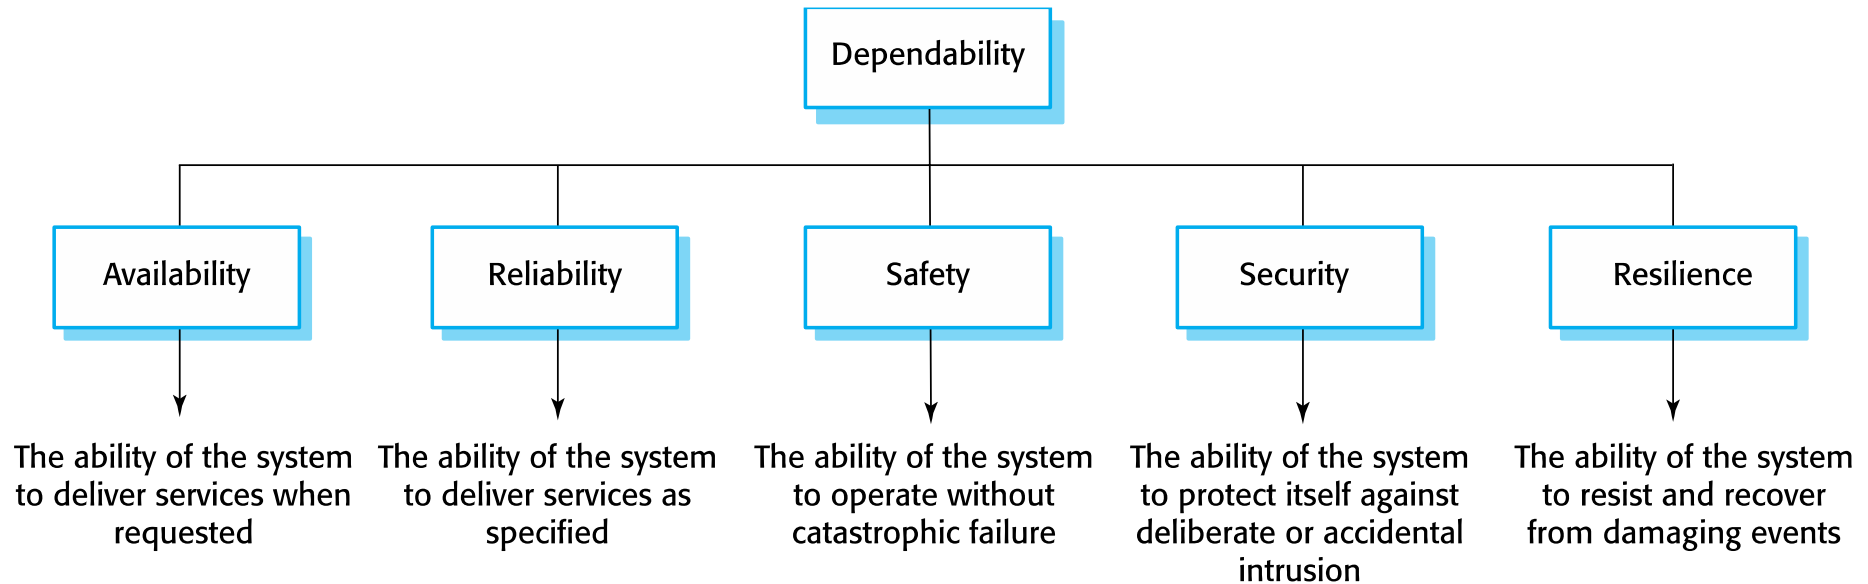 Dependability
Availability
Reliability
Safety
Security
Resilience
The ability of the system
to deliver services when
requested
The ability of the system
to deliver services as
specified
The ability of the system
to operate without
catastrophic failure
The ability of the system
to protect itself against
deliberate or accidental
intrusion
The ability of the system
to resist and recover
from damaging events